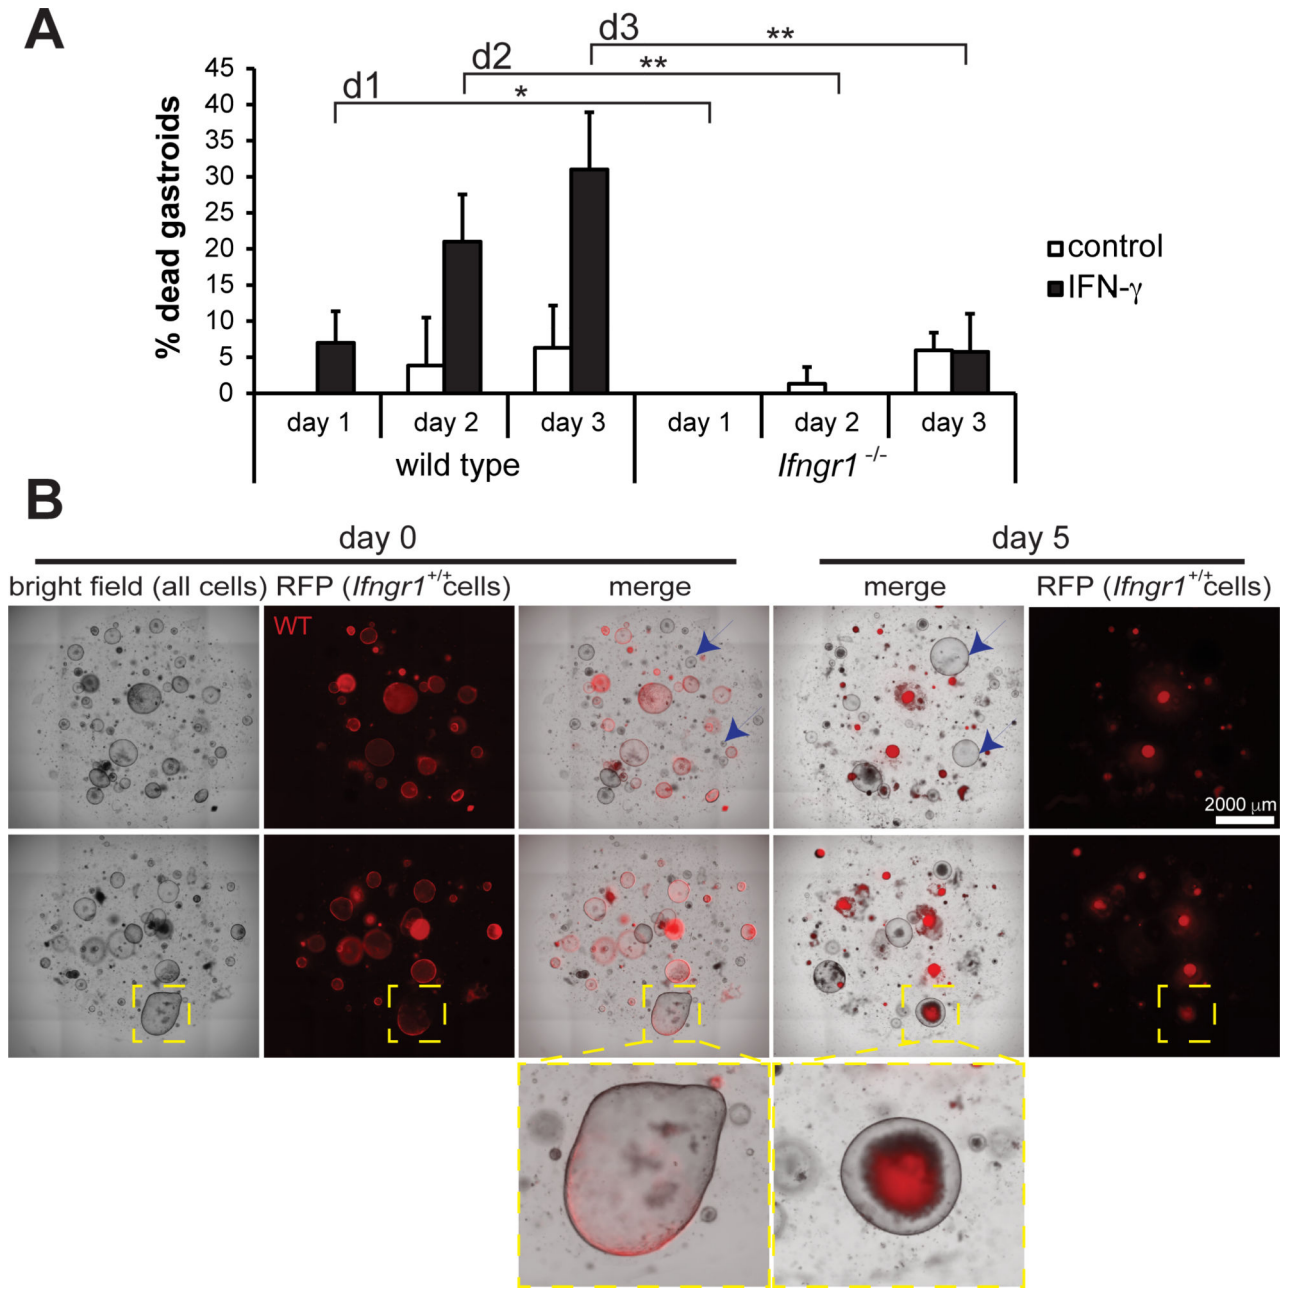 A
d3
**
d2
**
d1
*
45
40
35
30
25
20
15
10
5
0
% dead gastroids
control
IFN-γ
day 1 day 2 day 3 day 1 day 2 day 3
wild type Ifngr1 -/-
B
day 0 day 5
bright field (all cells) RFP (Ifngr1+/+cells) merge merge RFP (Ifngr1+/+cells)
WT
2000 μm